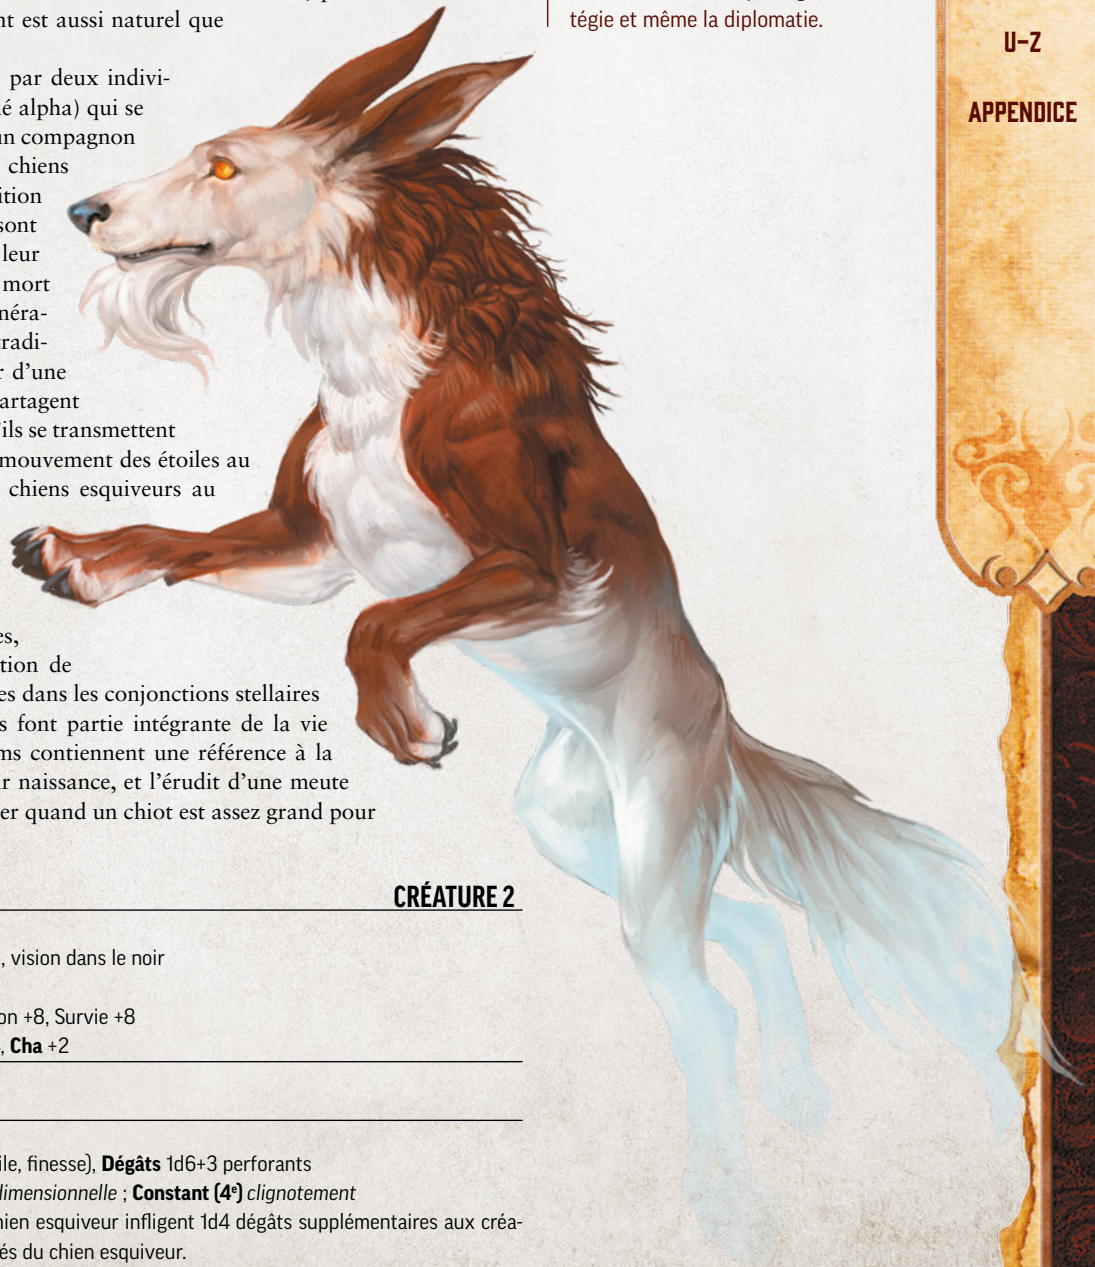 nt est aussi naturel que
par deux indivi-
lé alpha) qui se
un compagnon
chiens
ition
sont
leur
mort
néra-
tradi-
r d'une
artagent
'ils se transmettent
mouvement des étoiles au
chiens esquiveurs au
es,
tion de
es dans les conjonctions stellaires
s font partie intégrante de la vie
ms contiennent une référence à la
r naissance, et l'érudit d'une meute
er quand un chiot est assez grand pour
CRÉATURE 2
, vision dans le noir
on +8, Survie +8
, Cha +2
ile, finesse), Dégâts 1d6+3 perforants
dimensionnelle ; Constant (4e) clignotement
hien esquiveur infligent 1d4 dégâts supplémentaires aux créa-
és du chien esquiveur.
tégie et même la diplomatie.
U–Z
APPENDICE